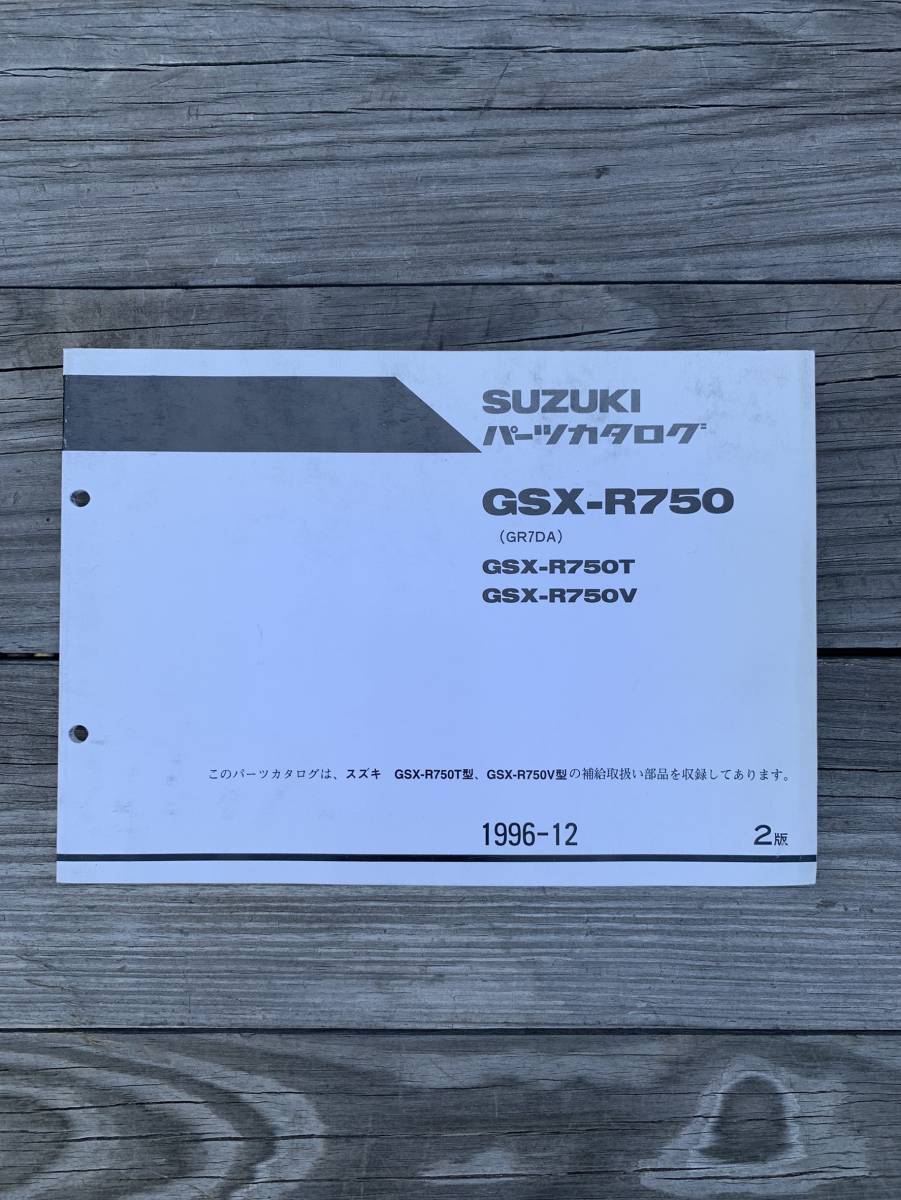 SUZUKI
パーツカタログ
GSX-R750
(GR7DA)
GSX-R750T
GSX-R750V
このパーツカタログは、スズキ GSX-R750T型、GSX-R750V型の補給取扱い部品を収録してあります。
1996-12 2版